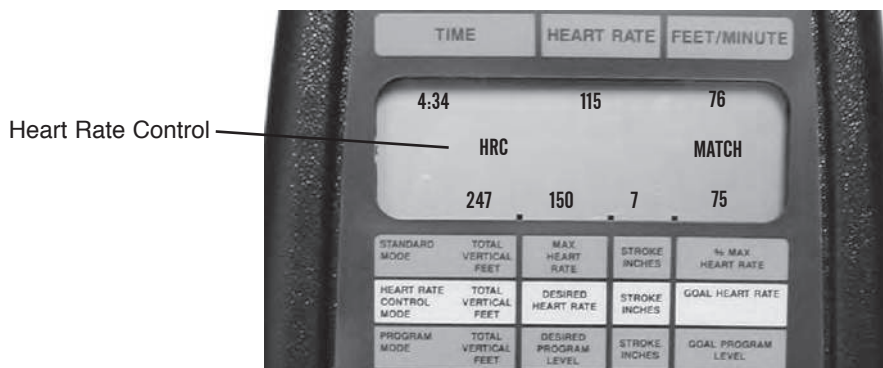 TIME HEART RATE FEET/MINUTE
4:34 115 76
Heart Rate Control
HRC MATCH
247 . 150 . 7 . 75
STANDARD TOTAL MAX. STROKE % MAX
MODE VERTICAL HEART INCHES HEART RATE
FEET RATE
HEART RATE TOTAL DESIRED STROKE GOAL HEART RATE
CONTROL VERTICAL HEART RATE INCHES
MODE FEET
PROGRAM TOTAL DESIRED STROKE GOAL PROGRAM
MODE VERTICAL PROGRAM INCHES LEVEL
FEET LEVEL